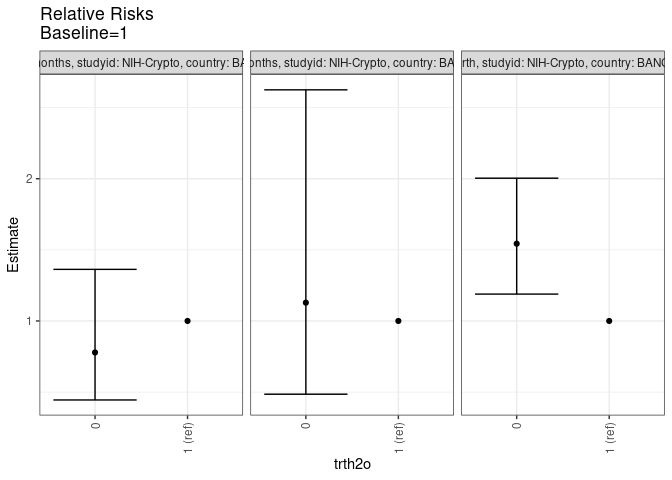 Relative Risks
Baseline=1
months, studyid: NIH-Crypto, country: BA
onths, studyid: NIH-Crypto, country: BA
rth, studyid: NIH-Crypto, country: BANG
Estimate
2
1
0
1 (ref)
0
1 (ref)
0
1 (ref)
trth2o